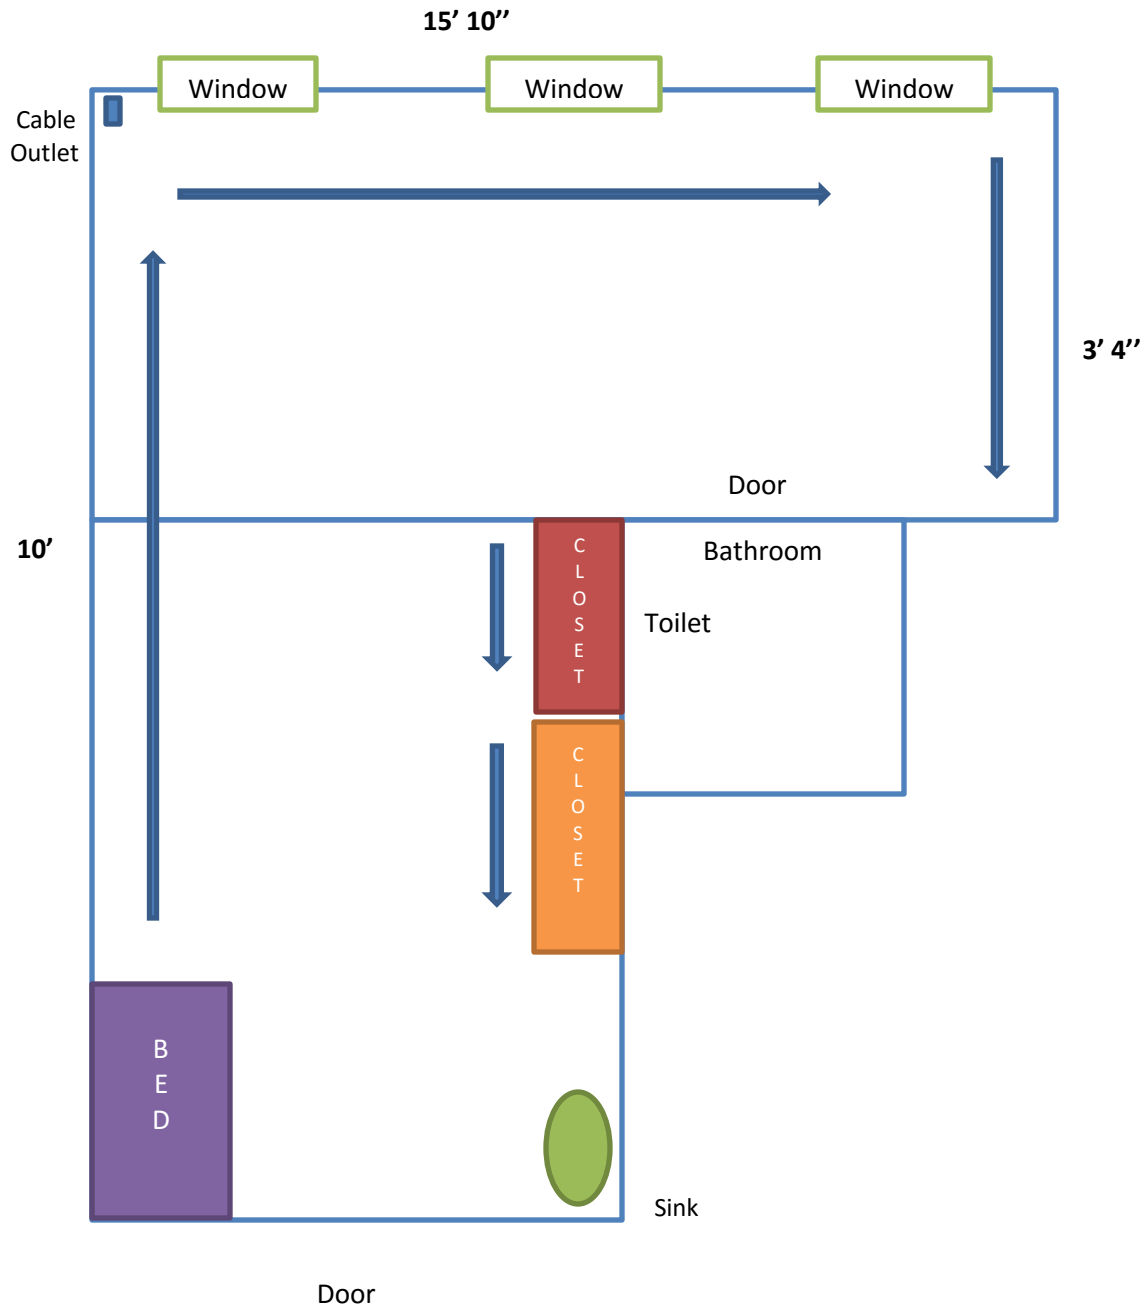 15’ 10’’
Window
Window
Window
Cable
Outlet
3’ 4’’
Door
10’
Bathroom
C
L
O
S
E
T
Toilet
C
L
O
S
E
T
B
E
D
Sink
Door